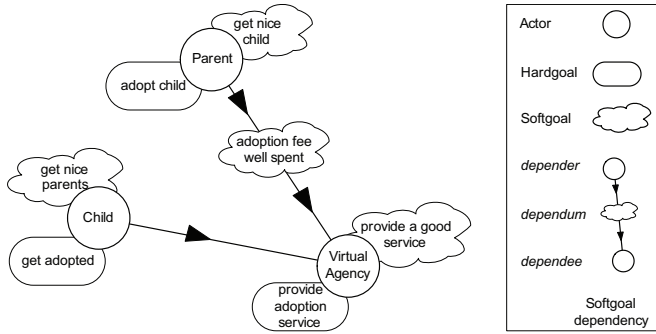 get nice
child
Parent
adopt child
adoption fee
well spent
get nice
parents
Child
get adopted
provide a good
service
Virtual
Agency
provide
adoption
service
Actor
Hardgoal
Softgoal
depender
dependum
dependee
Softgoal
dependency